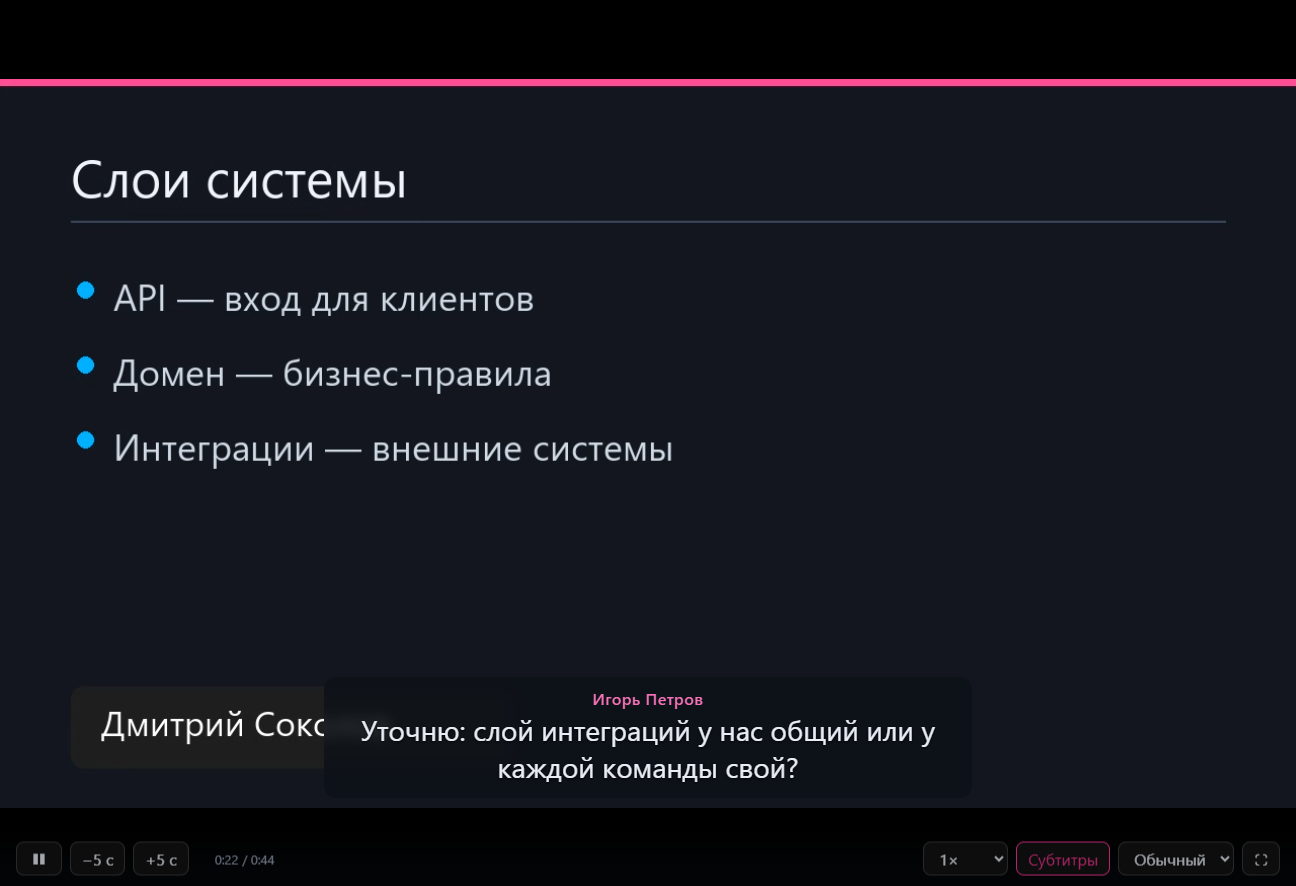 Слои системы
API — вход для клиентов
Домен — бизнес-правила
Интеграции — внешние системы
Дмитрий
Игорь Петров
Уточню: слой интеграций у нас общий или у
каждой команды свой?
–5 с
+5 с
0:22 / 0:44
1×
Субтитры
Обычный